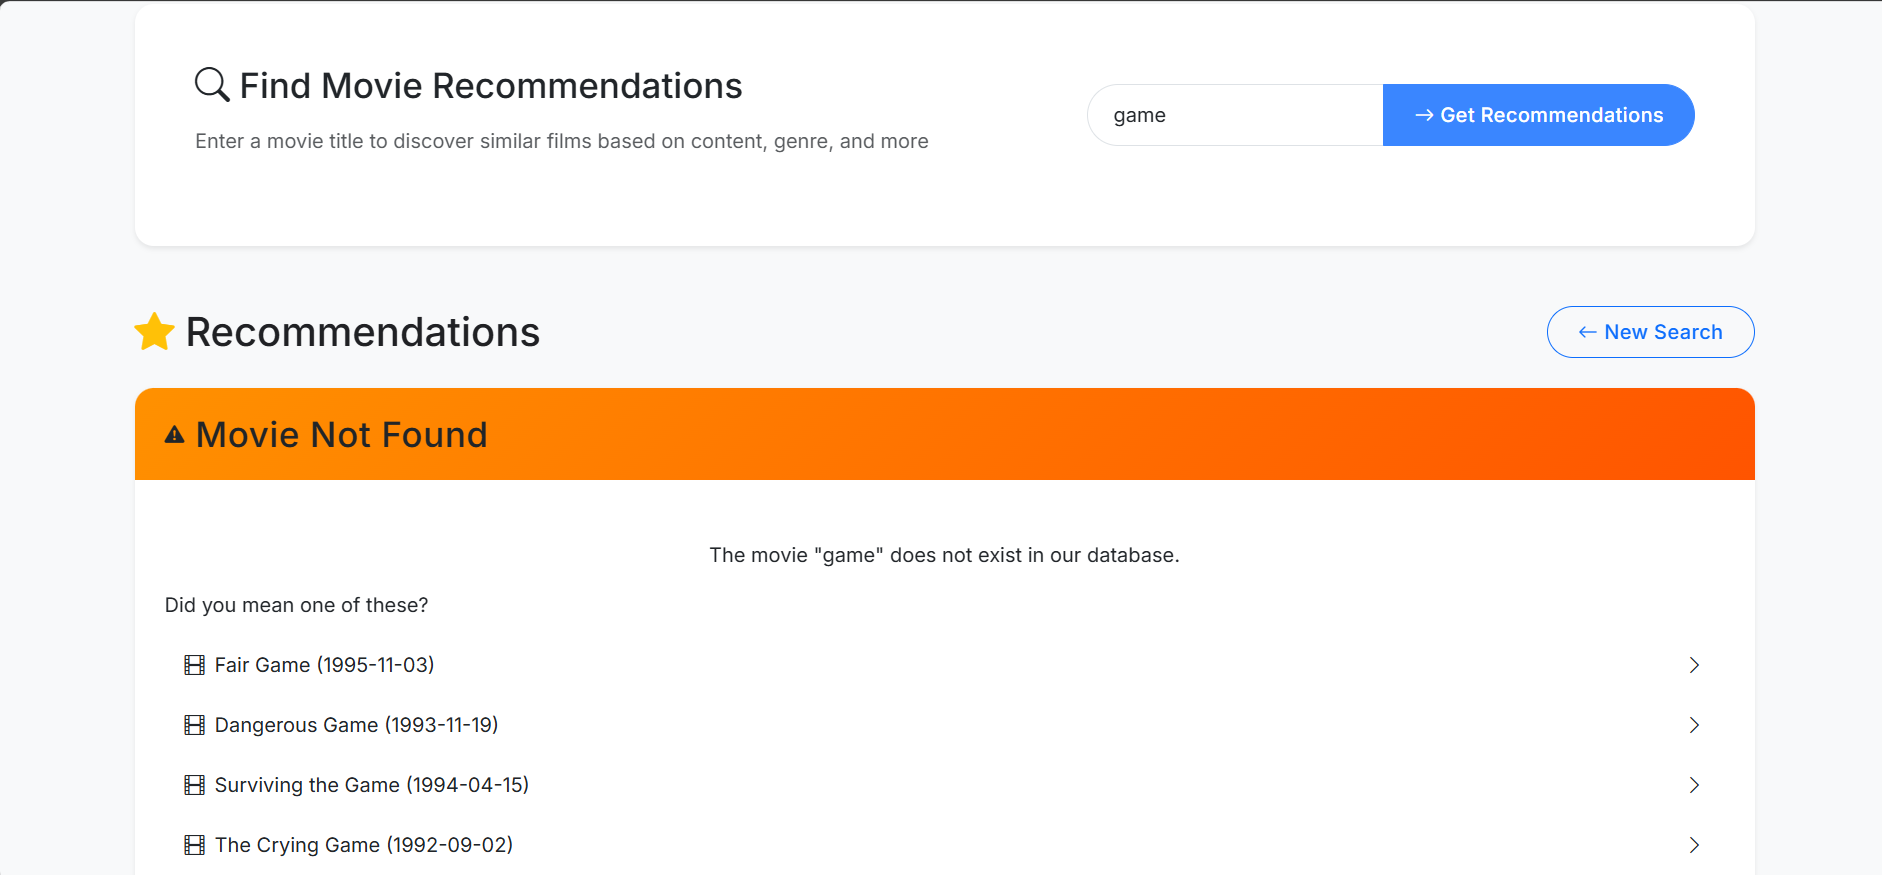 Find Movie Recommendations
Enter a movie title to discover similar films based on content, genre, and more
game
→ Get Recommendations
Recommendations
← New Search
Movie Not Found
The movie "game" does not exist in our database.
Did you mean one of these?
Fair Game (1995-11-03)
Dangerous Game (1993-11-19)
Surviving the Game (1994-04-15)
The Crying Game (1992-09-02)